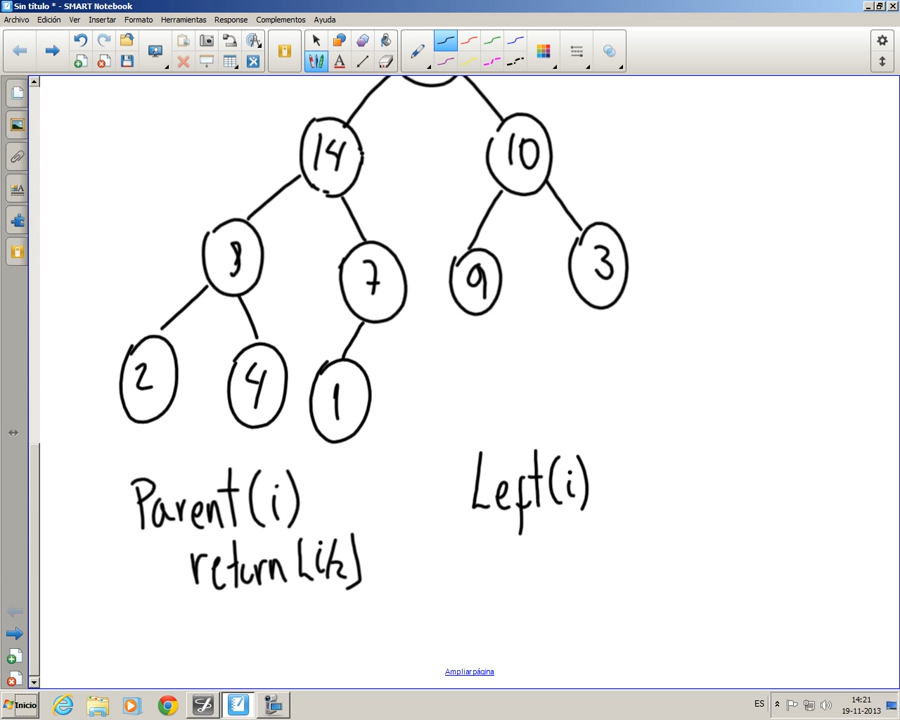 Sin título * - SMART Notebook
Archivo Edición Ver Insertar Formato Herramientas Response Complementos Ayuda
14 10
8 7 9 3
2 4 1
Parent(i) Left(i)
return ⌊i/2⌋
Ampliar página
Inicio ES 14:21
19-11-2013